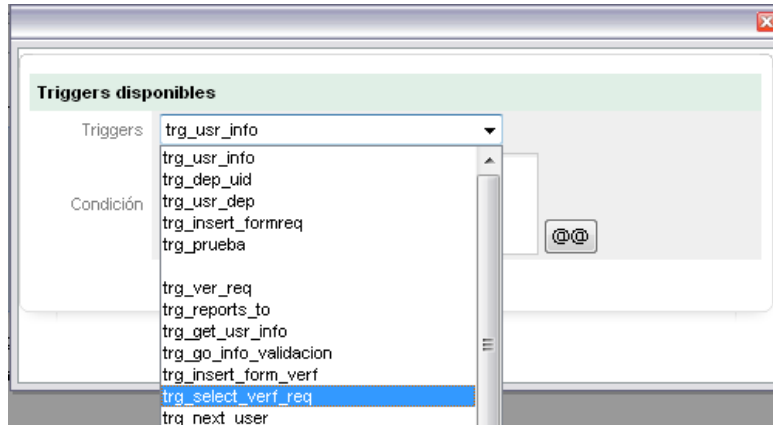 Triggers disponibles
Triggers trg_usr_info
trg_usr_info
trg_dep_uid
Condición trg_usr_dep
trg_insert_formreq
@@
trg_prueba
trg_ver_req
trg_reports_to
trg_get_usr_info
trg_go_info_validacion
trg_insert_form_verf
trg_select_verf_req
trg_next_user